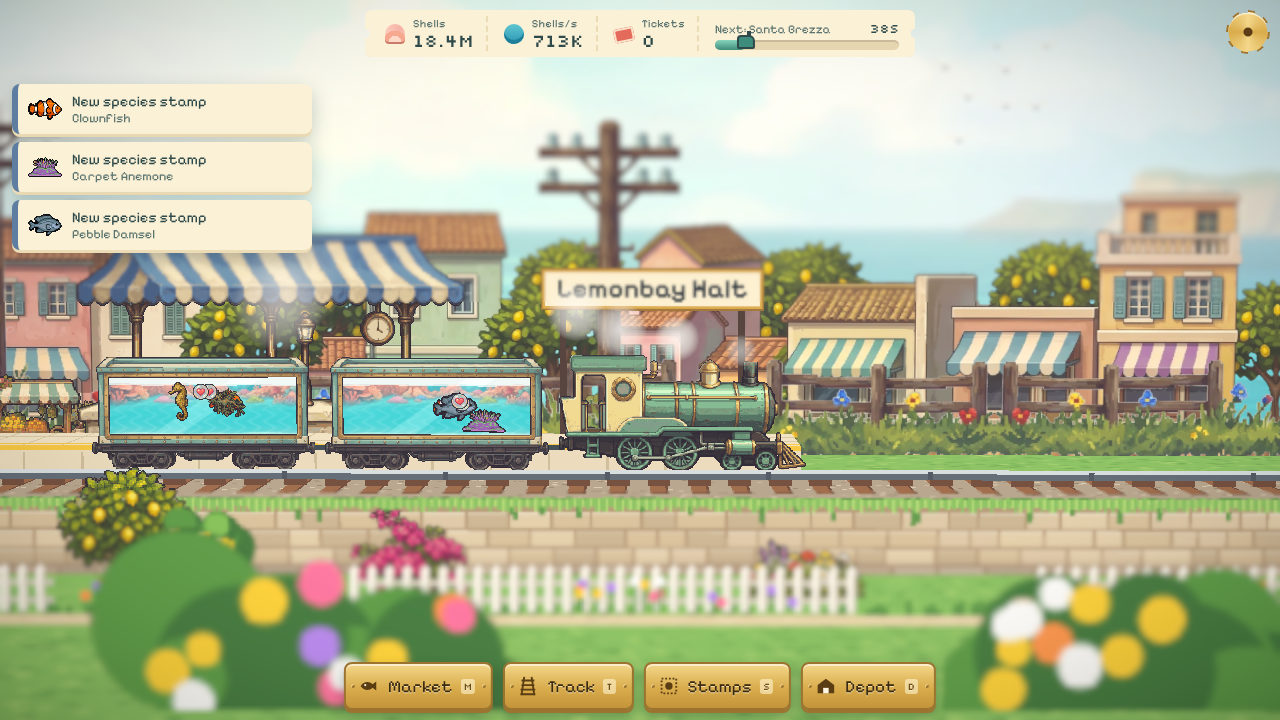 Shells
18.4M
Shells/s
713K
Tickets
0
Next: Santa Grezza
38s
New species stamp
Clownfish
New species stamp
Carpet Anemone
New species stamp
Pebble Damsel
Lemonbay Halt
Market M
Track T
Stamps S
Depot D